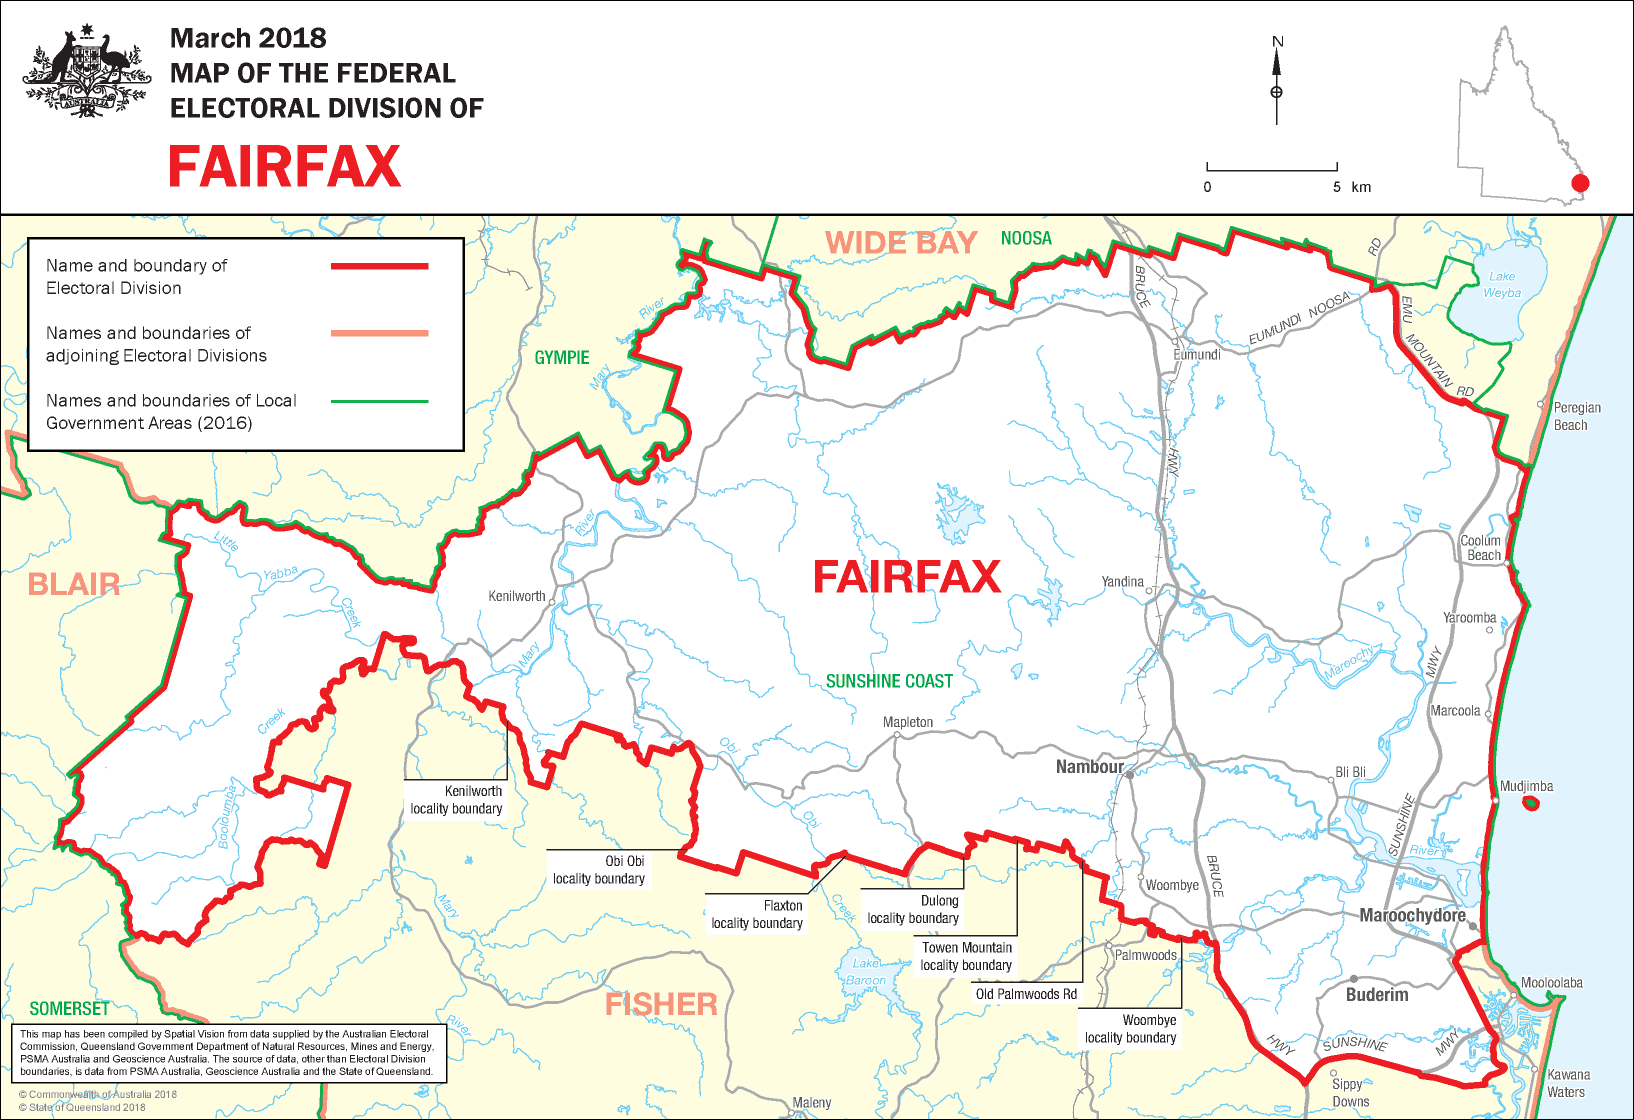 AUSTRALIA
March 2018
MAP OF THE FEDERAL
ELECTORAL DIVISION OF
FAIRFAX
N
0 5 km
Name and boundary of
Electoral Division
Names and boundaries of
adjoining Electoral Divisions
Names and boundaries of Local
Government Areas (2016)
WIDE BAY
NOOSA
RD
Lake
Weyba
River
BRUCE
EUMUNDI NOOSA
EMU
MOUNTAIN RD
GYMPIE
Mary
Eumundi
Peregian
Beach
HWY
River
Little
Coolum
Beach
BLAIR
Yabba
FAIRFAX
Yandina
Kenilworth
Creek
Yaroomba
Mary
Maroochy
MWY
SUNSHINE COAST
Creek
Mapleton
Marcoola
Obi
Nambour
Bli Bli
Mudjimba
Kenilworth
locality boundary
Booloumba
Obi
SUNSHINE
River
Obi Obi
locality boundary
BRUCE
Woombye
Flaxton
locality boundary
Dulong
locality boundary
Mary
Creek
Maroochydore
Towen Mountain
locality boundary
Palmwoods
Lake
Baroon
Old Palmwoods Rd
Buderim
Mooloolaba
SOMERSET
FISHER
Woombye
locality boundary
River
HWY
SUNSHINE
MWY
This map has been compiled by Spatial Vision from data supplied by the Australian Electoral
Commission, Queensland Government Department of Natural Resources, Mines and Energy,
PSMA Australia and Geoscience Australia. The source of data, other than Electoral Division
boundaries, is data from PSMA Australia, Geoscience Australia and the State of Queensland.
Sippy
Downs
Kawana
Waters
© Commonwealth of Australia 2018
© State of Queensland 2018
Maleny